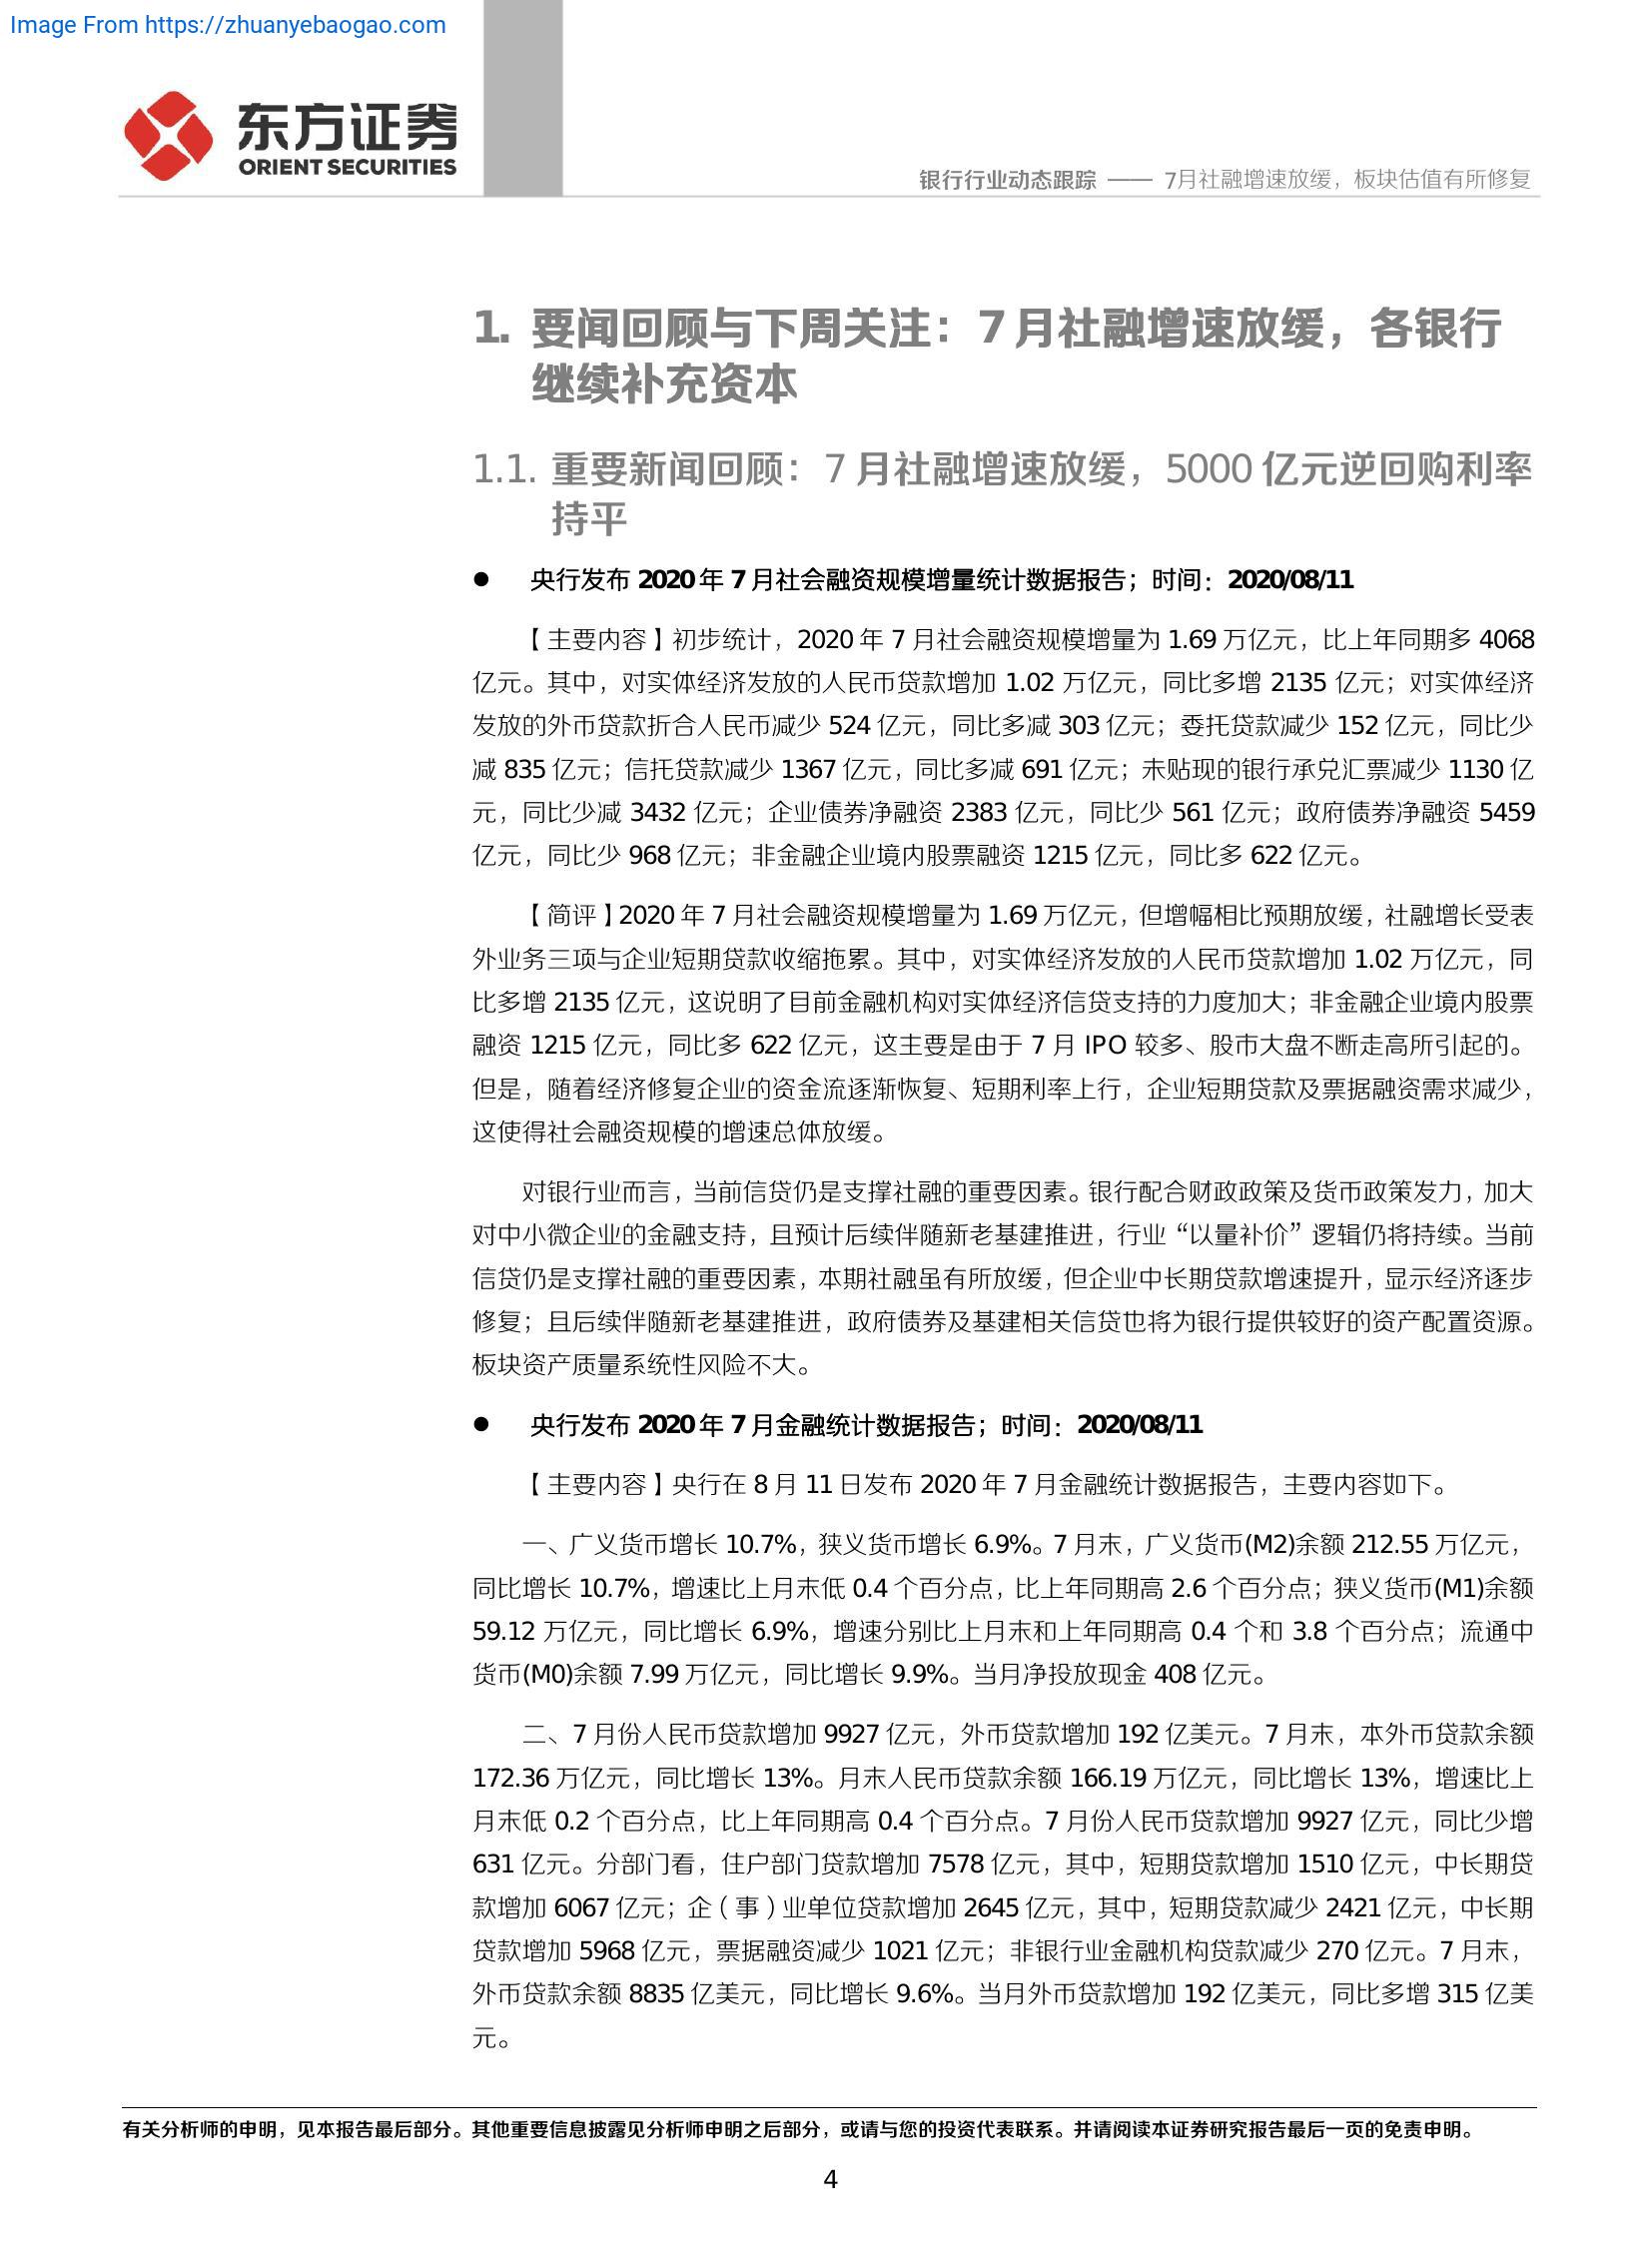 Image From https://zhuanyebaogao.com
东方证券
ORIENT SECURITIES
银行行业动态跟踪 —— 7月社融增速放缓，板块估值有所修复
1. 要闻回顾与下周关注：7月社融增速放缓，各银行
继续补充资本
1.1. 重要新闻回顾：7月社融增速放缓，5000亿元逆回购利率
持平
● 央行发布 2020 年 7 月社会融资规模增量统计数据报告；时间：2020/08/11
【主要内容】初步统计，2020 年 7 月社会融资规模增量为 1.69 万亿元，比上年同期多 4068
亿元。其中，对实体经济发放的人民币贷款增加 1.02 万亿元，同比多增 2135 亿元；对实体经济
发放的外币贷款折合人民币减少 524 亿元，同比多减 303 亿元；委托贷款减少 152 亿元，同比少
减 835 亿元；信托贷款减少 1367 亿元，同比多减 691 亿元；未贴现的银行承兑汇票减少 1130 亿
元，同比少减 3432 亿元；企业债券净融资 2383 亿元，同比少 561 亿元；政府债券净融资 5459
亿元，同比少 968 亿元；非金融企业境内股票融资 1215 亿元，同比多 622 亿元。
【简评】2020 年 7 月社会融资规模增量为 1.69 万亿元，但增幅相比预期放缓，社融增长受表
外业务三项与企业短期贷款收缩拖累。其中，对实体经济发放的人民币贷款增加 1.02 万亿元，同
比多增 2135 亿元，这说明了目前金融机构对实体经济信贷支持的力度加大；非金融企业境内股票
融资 1215 亿元，同比多 622 亿元，这主要是由于 7 月 IPO 较多、股市大盘不断走高所引起的。
但是，随着经济修复企业的资金流逐渐恢复、短期利率上行，企业短期贷款及票据融资需求减少，
这使得社会融资规模的增速总体放缓。
对银行业而言，当前信贷仍是支撑社融的重要因素。银行配合财政政策及货币政策发力，加大
对中小微企业的金融支持，且预计后续伴随新老基建推进，行业“以量补价”逻辑仍将持续。当前
信贷仍是支撑社融的重要因素，本期社融虽有所放缓，但企业中长期贷款增速提升，显示经济逐步
修复；且后续伴随新老基建推进，政府债券及基建相关信贷也将为银行提供较好的资产配置资源。
板块资产质量系统性风险不大。
● 央行发布 2020 年 7 月金融统计数据报告；时间：2020/08/11
【主要内容】央行在 8 月 11 日发布 2020 年 7 月金融统计数据报告，主要内容如下。
一、广义货币增长 10.7%，狭义货币增长 6.9%。7 月末，广义货币(M2)余额 212.55 万亿元，
同比增长 10.7%，增速比上月末低 0.4 个百分点，比上年同期高 2.6 个百分点；狭义货币(M1)余额
59.12 万亿元，同比增长 6.9%，增速分别比上月末和上年同期高 0.4 个和 3.8 个百分点；流通中
货币(M0)余额 7.99 万亿元，同比增长 9.9%。当月净投放现金 408 亿元。
二、7 月份人民币贷款增加 9927 亿元，外币贷款增加 192 亿美元。7 月末，本外币贷款余额
172.36 万亿元，同比增长 13%。月末人民币贷款余额 166.19 万亿元，同比增长 13%，增速比上
月末低 0.2 个百分点，比上年同期高 0.4 个百分点。7 月份人民币贷款增加 9927 亿元，同比少增
631 亿元。分部门看，住户部门贷款增加 7578 亿元，其中，短期贷款增加 1510 亿元，中长期贷
款增加 6067 亿元；企（事）业单位贷款增加 2645 亿元，其中，短期贷款减少 2421 亿元，中长期
贷款增加 5968 亿元，票据融资减少 1021 亿元；非银行业金融机构贷款减少 270 亿元。7 月末，
外币贷款余额 8835 亿美元，同比增长 9.6%。当月外币贷款增加 192 亿美元，同比多增 315 亿美
元。
有关分析师的申明，见本报告最后部分。其他重要信息披露见分析师申明之后部分，或请与您的投资代表联系。并请阅读本证券研究报告最后一页的免责申明。
4